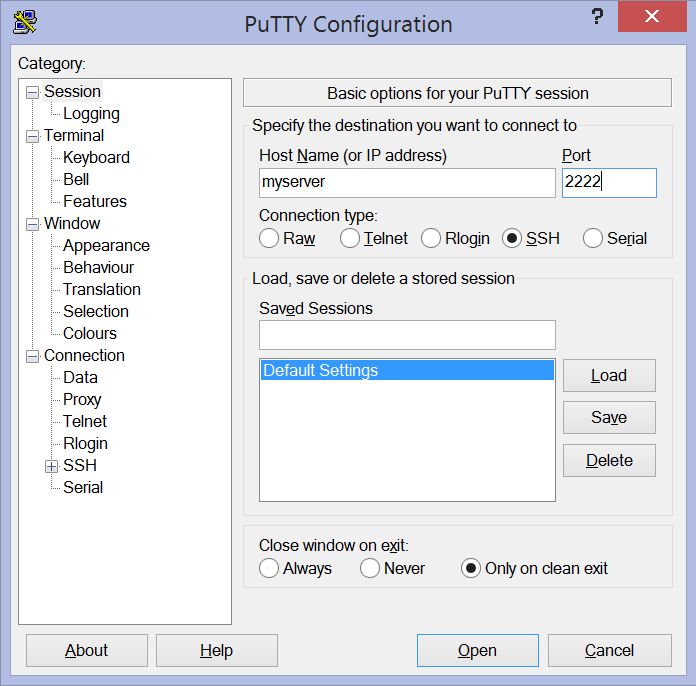 PuTTY Configuration
?
Category:
Session
Logging
Terminal
Keyboard
Bell
Features
Window
Appearance
Behaviour
Translation
Selection
Colours
Connection
Data
Proxy
Telnet
Rlogin
SSH
Serial
Basic options for your PuTTY session
Specify the destination you want to connect to
Host Name (or IP address) Port
myserver 2222
Connection type:
Raw Telnet Rlogin SSH Serial
Load, save or delete a stored session
Saved Sessions
Default Settings
Load
Save
Delete
Close window on exit:
Always Never Only on clean exit
About Help Open Cancel